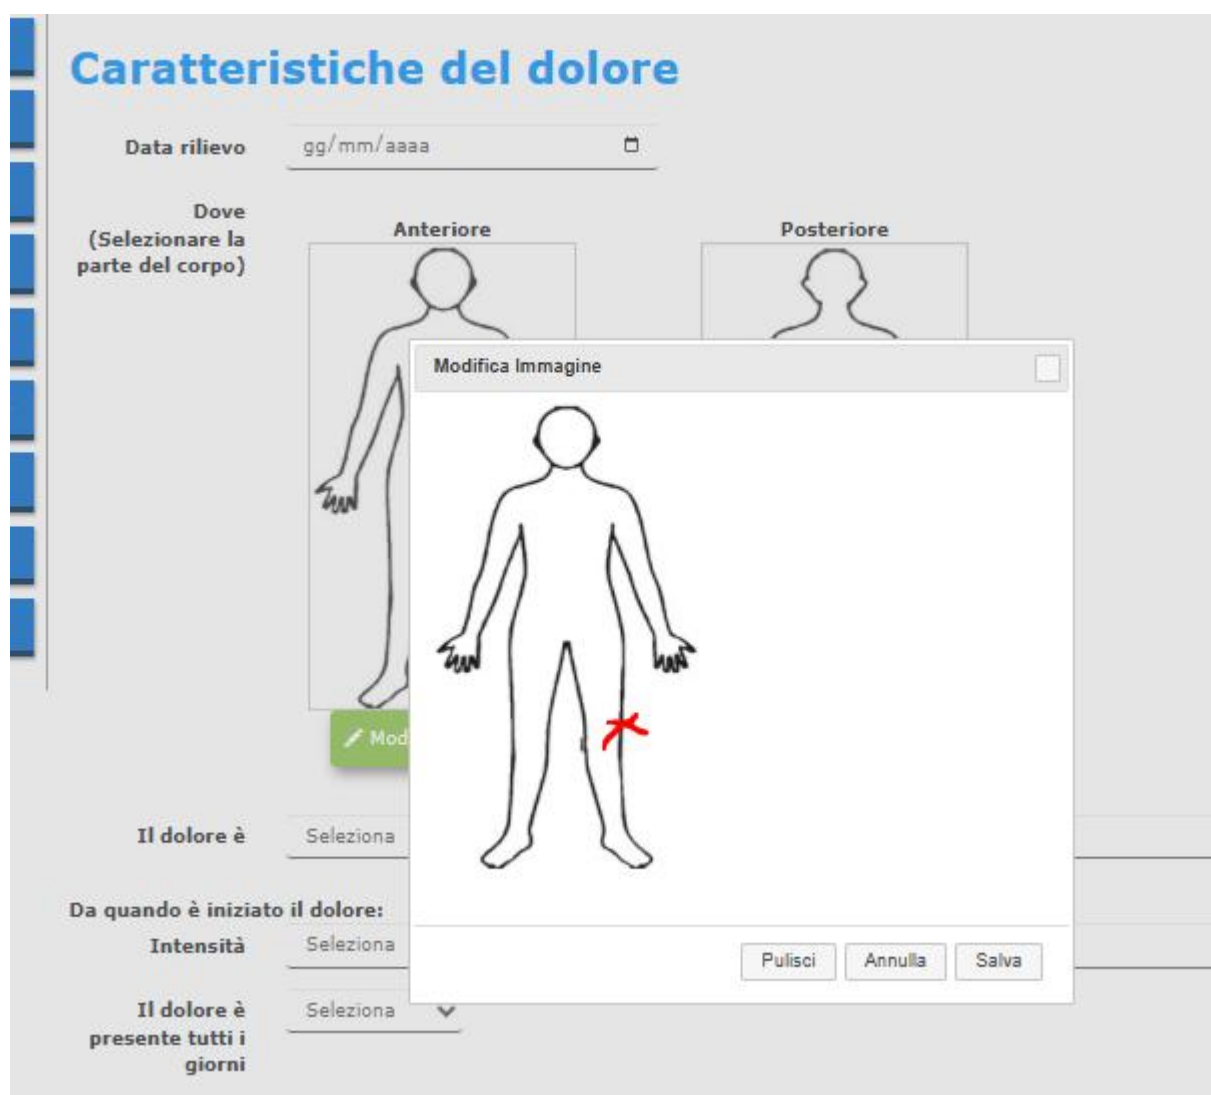 Caratteristiche del dolore
Data rilievo
gg/mm/aaaa
Dove
(Selezionare la
parte del corpo)
Anteriore
Posteriore
Modifica Immagine
Mod
Il dolore è
Seleziona
Da quando è iniziato il dolore:
Intensità
Seleziona
Pulisci
Annulla
Salva
Il dolore è
presente tutti i
giorni
Seleziona